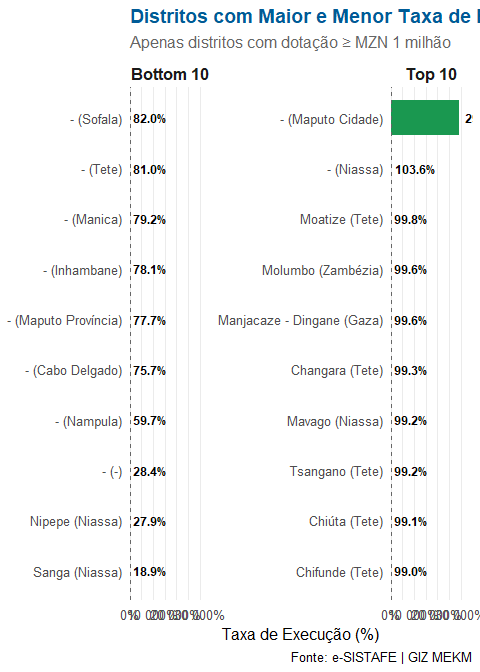 Distritos com Maior e Menor Taxa de
Apenas distritos com dotação ≥ MZN 1 milhão
Bottom 10
Top 10
- (Sofala) 82.0%
- (Tete) 81.0%
- (Manica) 79.2%
- (Inhambane) 78.1%
- (Maputo Província) 77.7%
- (Cabo Delgado) 75.7%
- (Nampula) 59.7%
- (-) 28.4%
Nipepe (Niassa) 27.9%
Sanga (Niassa) 18.9%
- (Maputo Cidade)
- (Niassa) 103.6%
Moatize (Tete) 99.8%
Molumbo (Zambézia) 99.6%
Manjacaze - Dingane (Gaza) 99.6%
Changara (Tete) 99.3%
Mavago (Niassa) 99.2%
Tsangano (Tete) 99.2%
Chiúta (Tete) 99.1%
Chifunde (Tete) 99.0%
Taxa de Execução (%)
Fonte: e-SISTAFE | GIZ MEKM